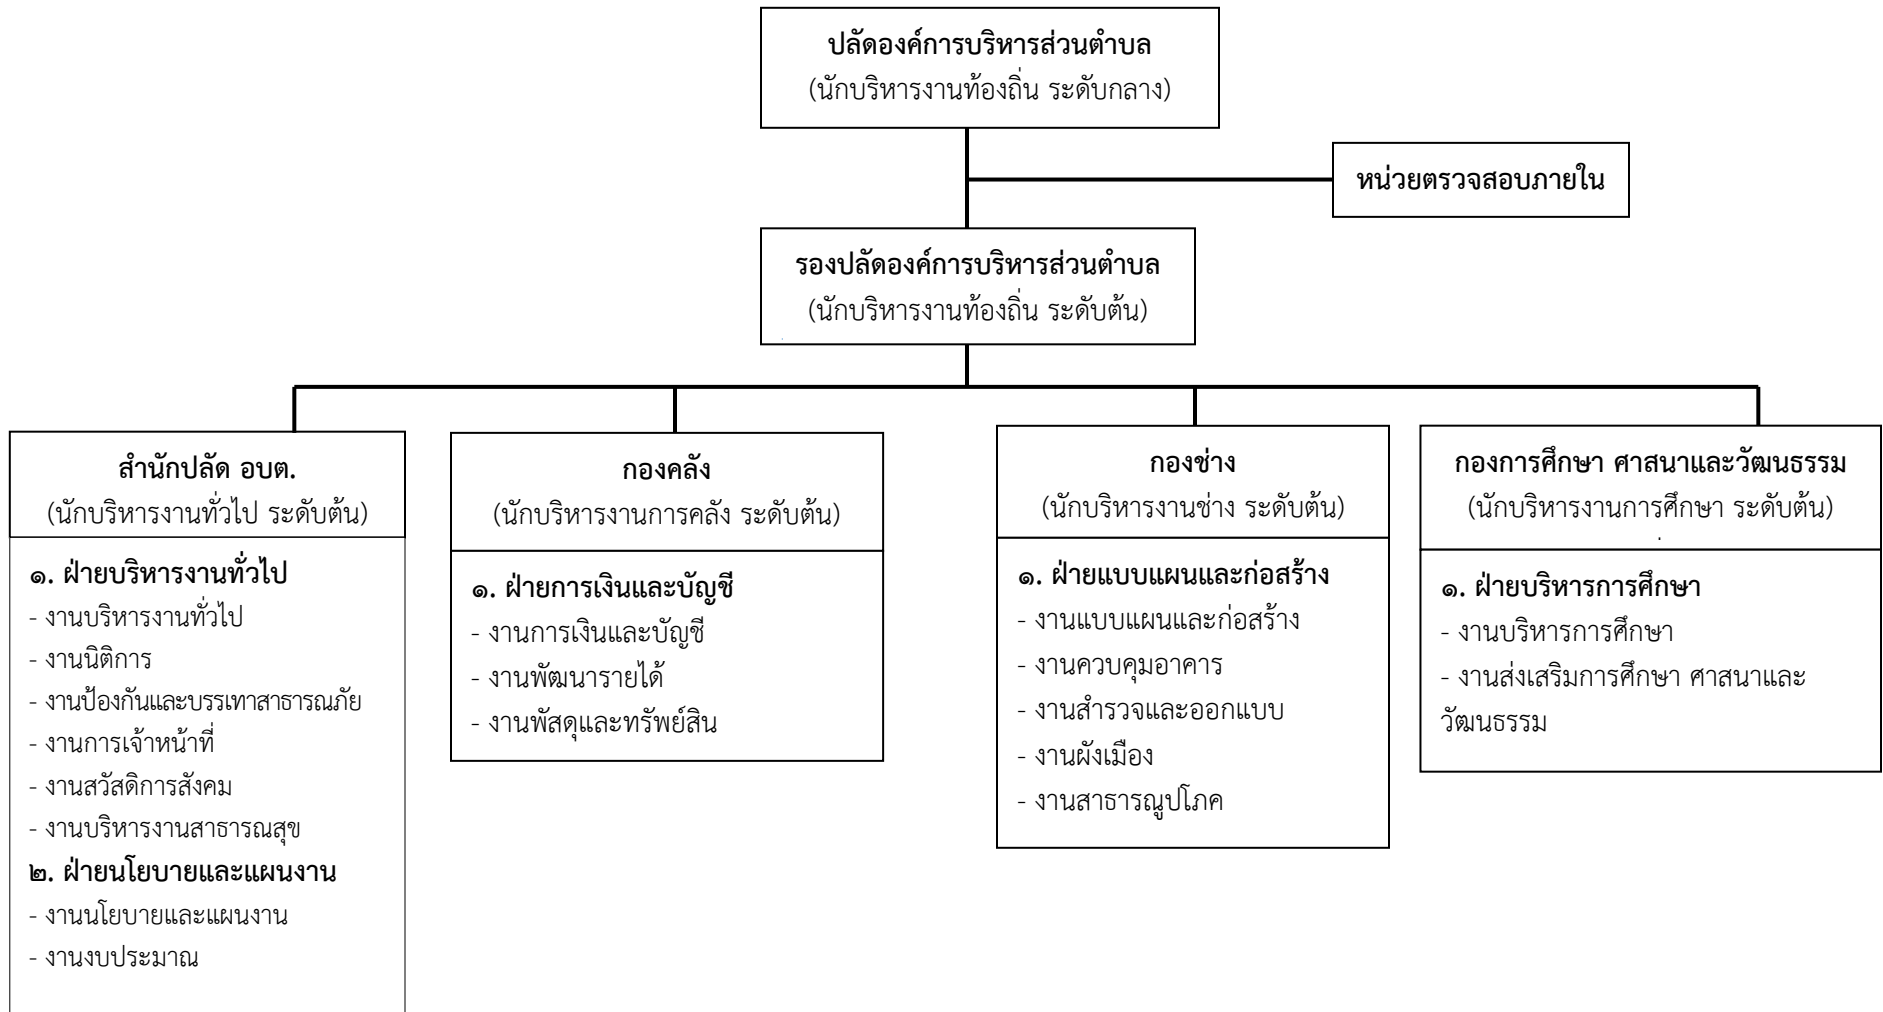 ปลัดองค์การบริหารส่วนตำบล
(นักบริหารงานท้องถิ่น ระดับกลาง)
หน่วยตรวจสอบภายใน
รองปลัดองค์การบริหารส่วนตำบล
(นักบริหารงานท้องถิ่น ระดับต้น)
สำนักปลัด อบต.
(นักบริหารงานทั่วไป ระดับต้น)
๑. ฝ่ายบริหารงานทั่วไป
- งานบริหารงานทั่วไป
- งานนิติการ
- งานป้องกันและบรรเทาสาธารณภัย
- งานการเจ้าหน้าที่
- งานสวัสดิการสังคม
- งานบริหารงานสาธารณสุข
๒. ฝ่ายนโยบายและแผนงาน
- งานนโยบายและแผนงาน
- งานงบประมาณ
กองคลัง
(นักบริหารงานการคลัง ระดับต้น)
๑. ฝ่ายการเงินและบัญชี
- งานการเงินและบัญชี
- งานพัฒนารายได้
- งานพัสดุและทรัพย์สิน
กองช่าง
(นักบริหารงานช่าง ระดับต้น)
๑. ฝ่ายแบบแผนและก่อสร้าง
- งานแบบแผนและก่อสร้าง
- งานควบคุมอาคาร
- งานสำรวจและออกแบบ
- งานผังเมือง
- งานสาธารณูปโภค
กองการศึกษา ศาสนาและวัฒนธรรม
(นักบริหารงานการศึกษา ระดับต้น)
๑. ฝ่ายบริหารการศึกษา
- งานบริหารการศึกษา
- งานส่งเสริมการศึกษา ศาสนาและ
วัฒนธรรม